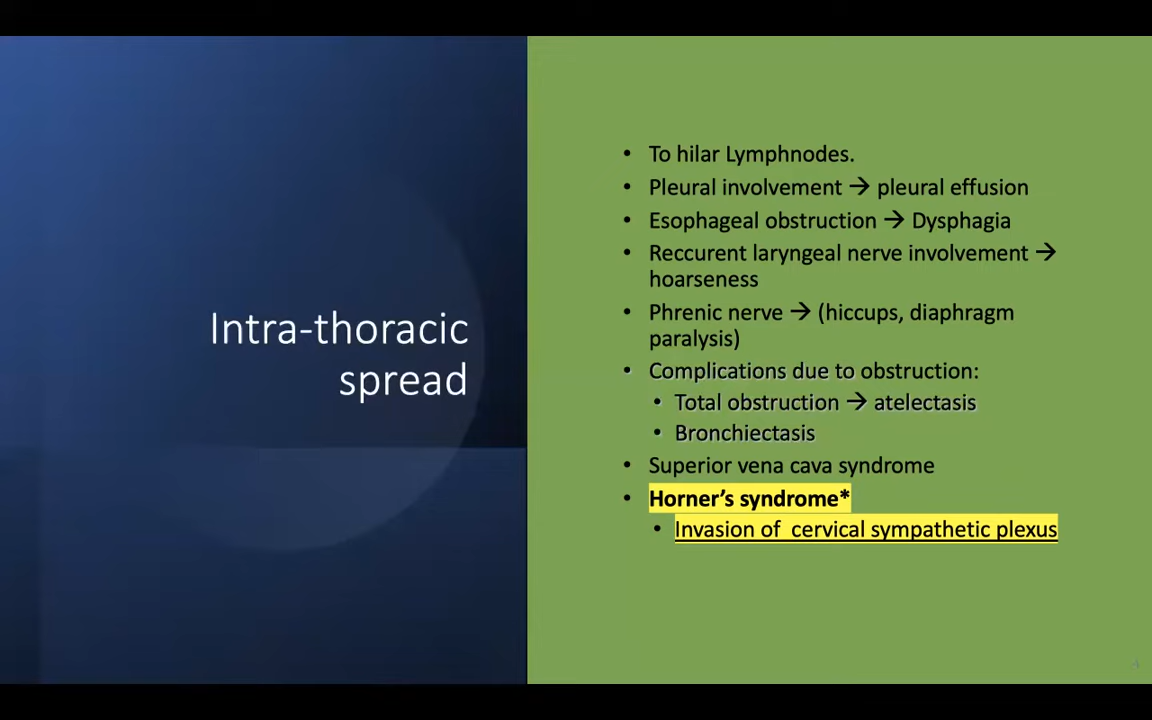 Intra-thoracic
spread
• To hilar Lymphnodes.
• Pleural involvement → pleural effusion
• Esophageal obstruction → Dysphagia
• Reccurent laryngeal nerve involvement →
hoarseness
• Phrenic nerve → (hiccups, diaphragm
paralysis)
• Complications due to obstruction:
• Total obstruction → atelectasis
• Bronchiectasis
• Superior vena cava syndrome
• Horner’s syndrome*
• Invasion of cervical sympathetic plexus